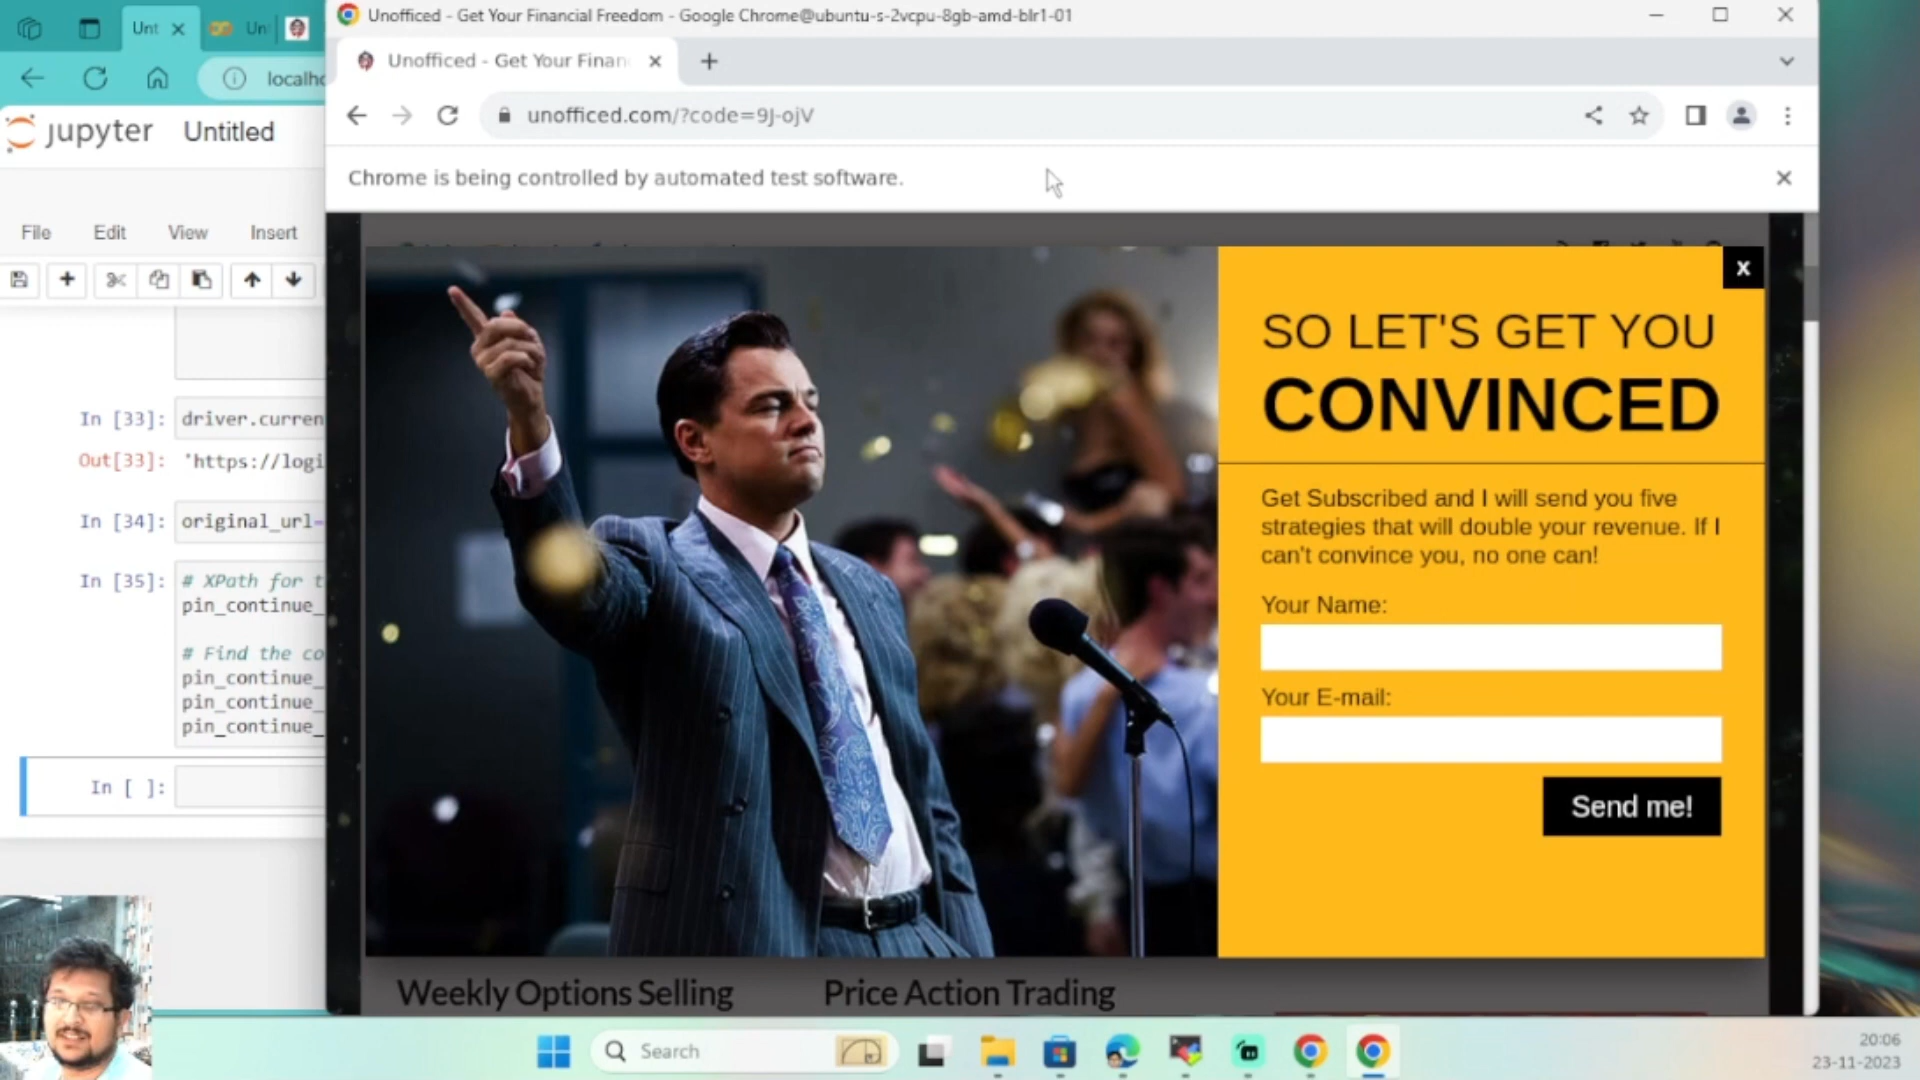 Unofficed - Get Your Financial Freedom - Google Chrome@ubuntu-s-2vcpu-8gb-amd-blr1-01
Unt
Un
Unofficed - Get Your Finan
localho
unofficed.com/?code=9J-ojV
jupyter Untitled
Chrome is being controlled by automated test software.
File Edit View Insert
x
SO LET'S GET YOU
CONVINCED
In [33]: driver.curren
Out[33]: 'https://logi
Get Subscribed and I will send you five
strategies that will double your revenue. If I
can't convince you, no one can!
In [34]: original_url=
In [35]: # XPath for t
pin_continue_
# Find the co
pin_continue_
pin_continue_
pin_continue_
Your Name:
Your E-mail:
In [ ]:
Send me!
Weekly Options Selling
Price Action Trading
Search
20:06
23-11-2023